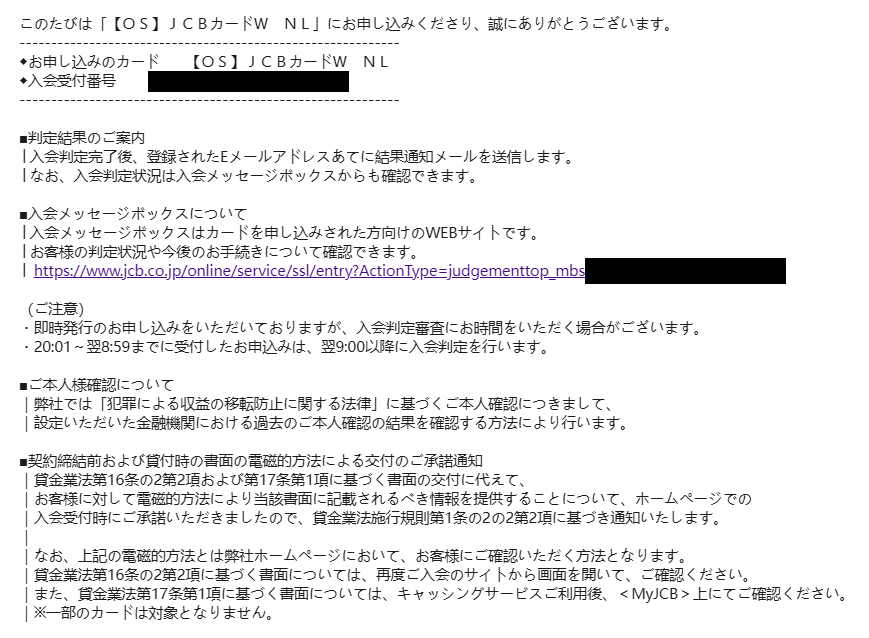 このたびは「【ＯＳ】ＪＣＢカードＷ　ＮＬ」にお申し込みくださり、誠にありがとうございます。
------------------------------------------------------------
◆お申し込みのカード　　【ＯＳ】ＪＣＢカードＷ　ＮＬ
◆入会受付番号
------------------------------------------------------------
■判定結果のご案内
｜入会判定完了後、登録されたEメールアドレスあてに結果通知メールを送信します。
｜なお、入会判定状況は入会メッセージボックスからも確認できます。
■入会メッセージボックスについて
｜入会メッセージボックスはカードを申し込みされた方向けのWEBサイトです。
｜お客様の判定状況や今後のお手続きについて確認できます。
｜ https://www.jcb.co.jp/online/service/ssl/entry?ActionType=judgementtop_mbs
（ご注意）
・即時発行のお申し込みをいただいておりますが、入会判定審査にお時間をいただく場合がございます。
・20:01～翌8:59までに受付したお申込みは、翌9:00以降に入会判定を行います。
■ご本人様確認について
｜弊社では「犯罪による収益の移転防止に関する法律」に基づくご本人確認につきまして、
｜設定いただいた金融機関における過去のご本人確認の結果を確認する方法により行います。
■契約締結前および貸付時の書面の電磁的方法による交付のご承諾通知
｜貸金業法第16条の2第2項および第17条第1項に基づく書面の交付に代えて、
｜お客様に対して電磁的方法により当該書面に記載されるべき情報を提供することについて、ホームページでの
｜入会受付時にご承諾いただきましたので、貸金業法施行規則第1条の2の2第2項に基づき通知いたします。
｜
｜なお、上記の電磁的方法とは弊社ホームページにおいて、お客様にご確認いただく方法となります。
｜貸金業法第16条の2第2項に基づく書面については、再度ご入会のサイトから画面を開いて、ご確認ください。
｜また、貸金業法第17条第1項に基づく書面については、キャッシングサービスご利用後、＜MyJCB＞上にてご確認ください。
｜※一部のカードは対象となりません。